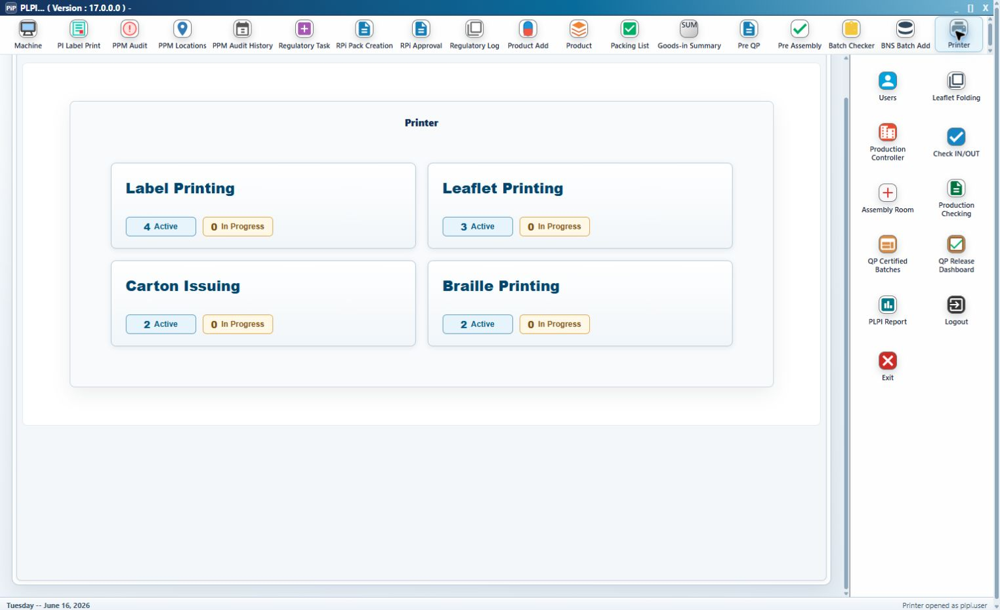 PiP PLPI... ( Version : 17.0.0.0 ) -
_ [] X
Machine
PI Label Print
PPM Audit
PPM Locations
PPM Audit History
Regulatory Task
RPi Pack Creation
RPi Approval
Regulatory Log
Product Add
Product
Packing List
SUM
Goods-in Summary
Pre QP
Pre Assembly
Batch Checker
BNS Batch Add
Printer
Printer
Label Printing
4 Active
0 In Progress
Leaflet Printing
3 Active
0 In Progress
Carton Issuing
2 Active
0 In Progress
Braille Printing
2 Active
0 In Progress
Users
Leaflet Folding
Production
Controller
Check IN/OUT
Assembly Room
Production
Checking
QP Certified
Batches
QP Release
Dashboard
PLPI Report
Logout
Exit
Tuesday -- June 16, 2026
Printer opened as plpi.user